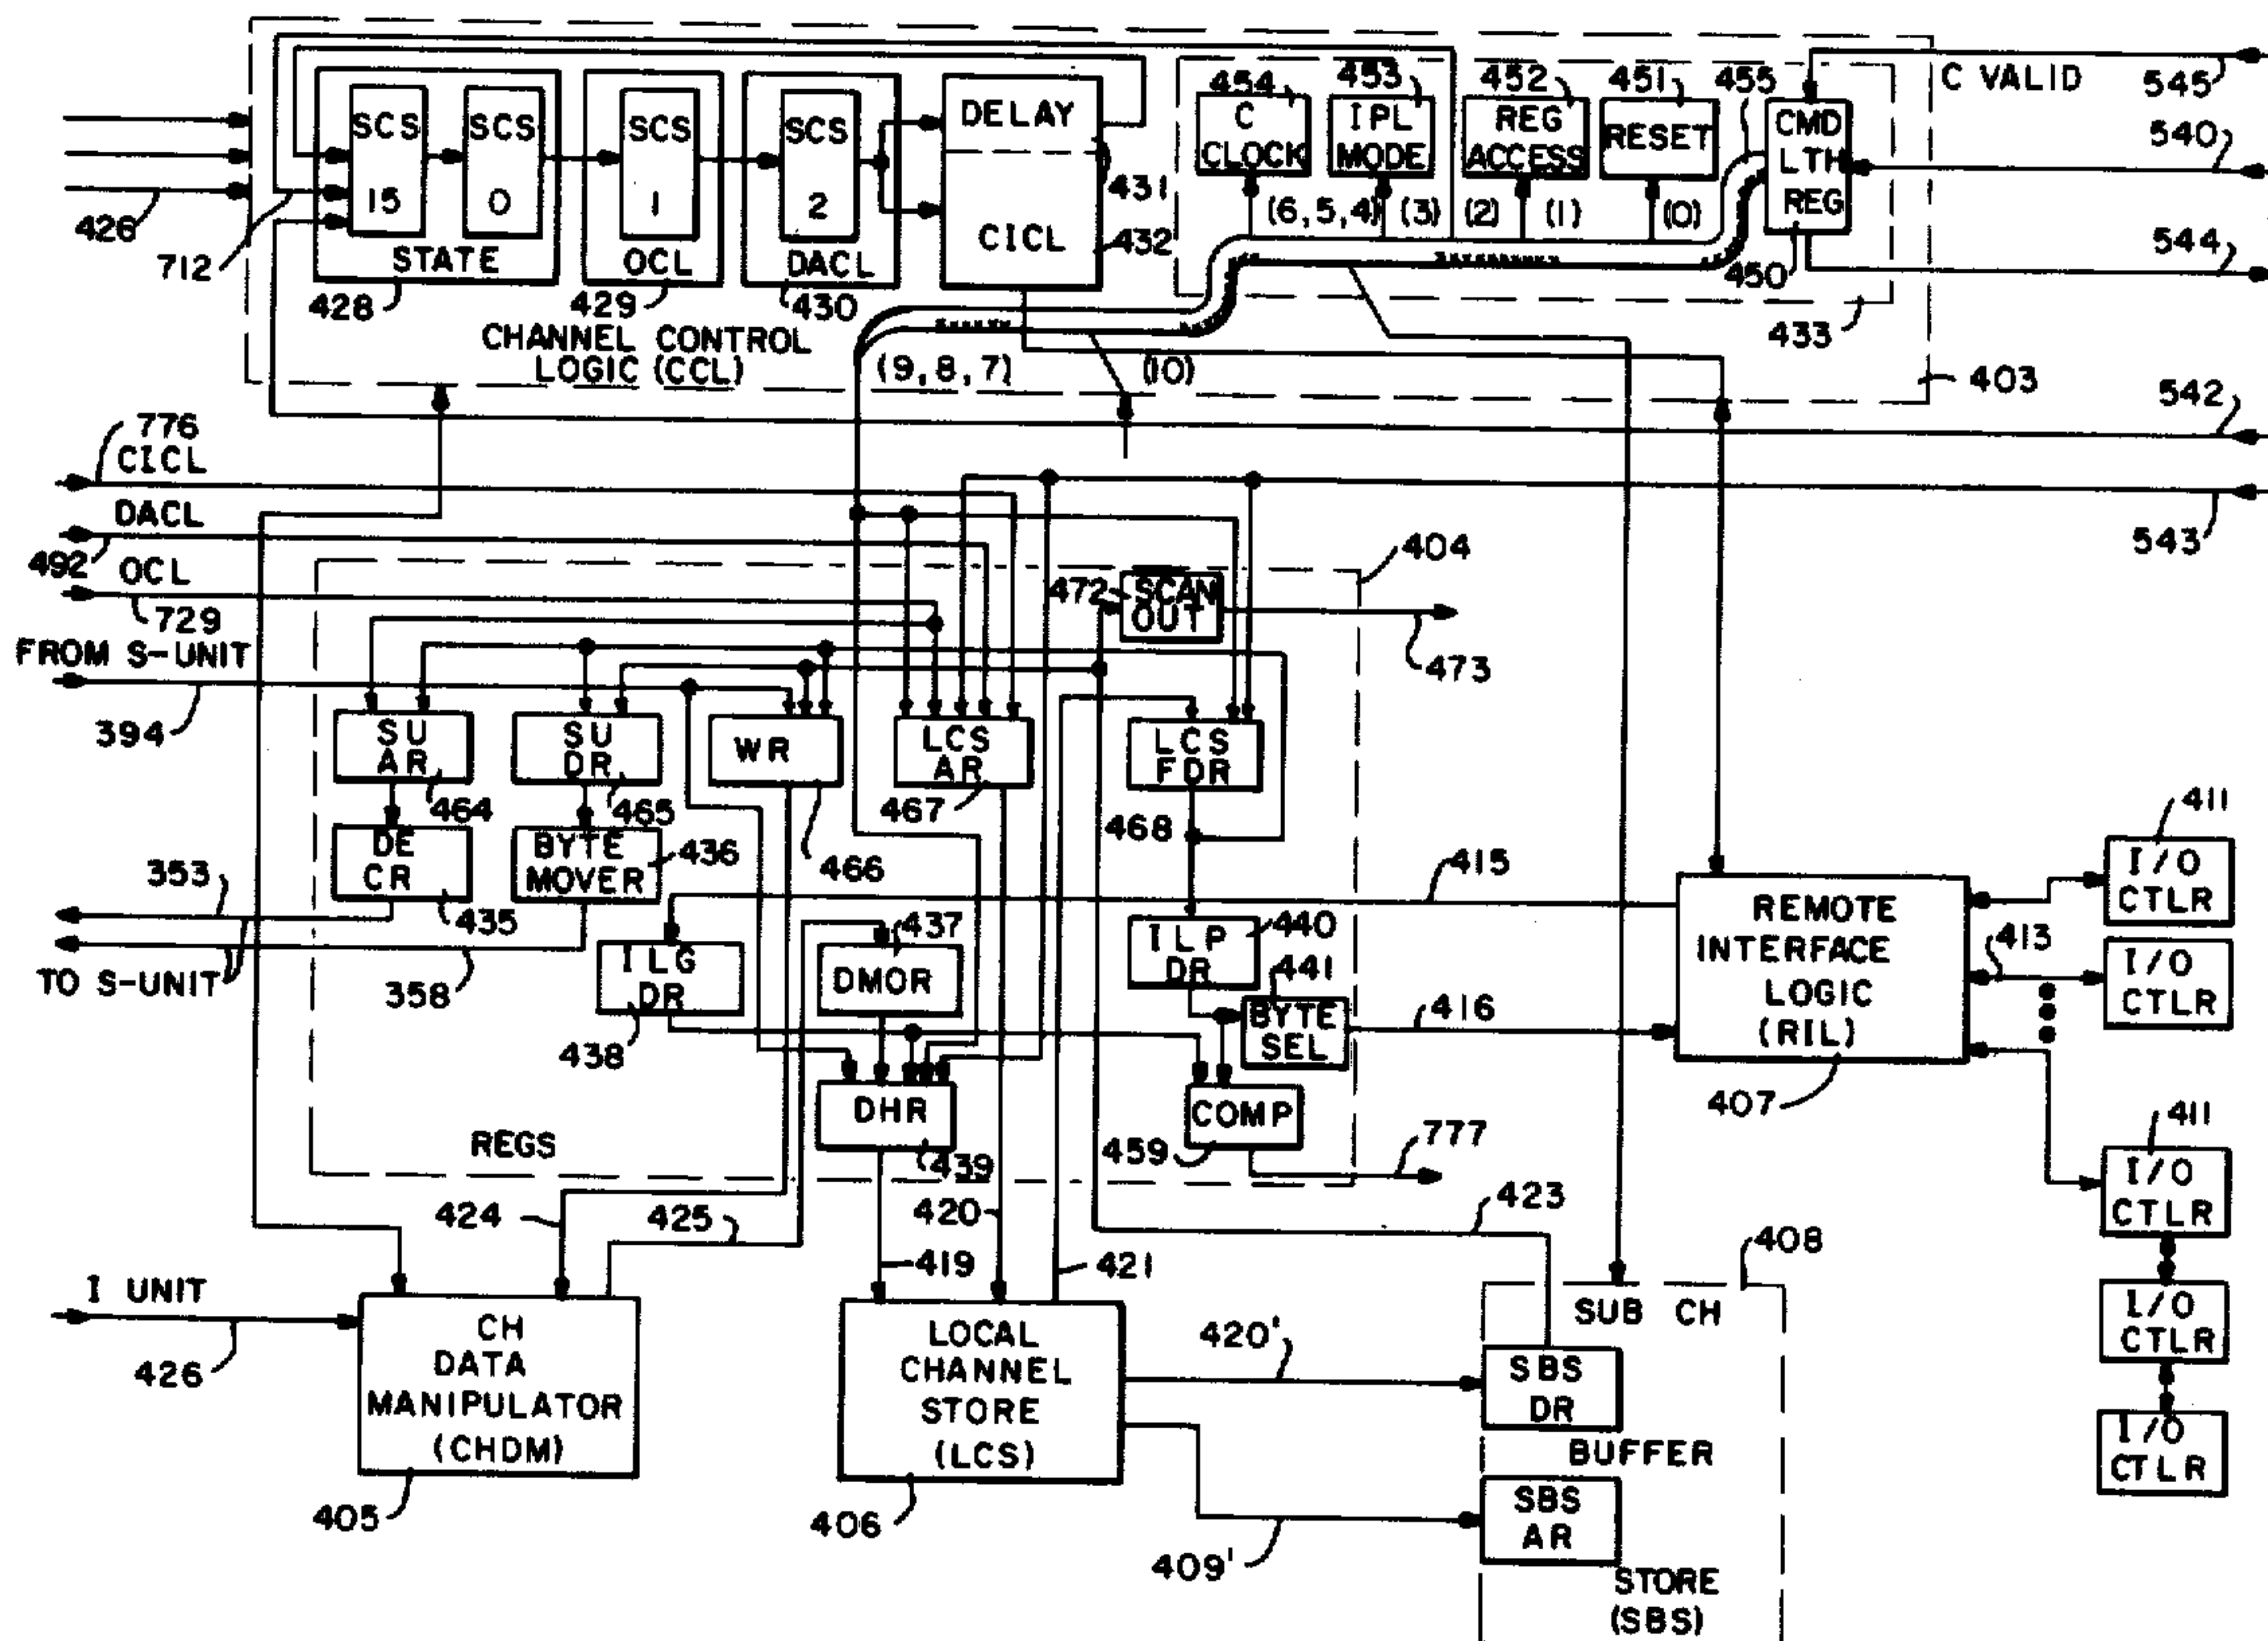 454
453
452
451
455
C VALID
545
SCS
15
SCS
0
STATE
428
SCS
1
OCL
429
SCS
2
DACL
430
DELAY
431
CICL
432
C
CLOCK
IPL
MODE
REG
ACCESS
RESET
CMD
LTH
REG
450
540
544
(6,5,4)
(3)
(2)
(1)
(0)
426
712
433
CHANNEL CONTROL
LOGIC (CCL)
(9,8,7)
(10)
403
542
776
CICL
DACL
492
543
OCL
729
404
472
SCAN
OUT
473
FROM S-UNIT
394
SU
AR
464
SU
DR
465
WR
466
LCS
AR
467
LCS
FDR
468
DE
CR
435
BYTE
MOVER
436
353
TO S-UNIT
358
415
ILG
DR
438
DMOR
437
ILP
DR
440
441
BYTE
SEL
416
REMOTE
INTERFACE
LOGIC
(RIL)
407
411
I/O
CTLR
413
I/O
CTLR
DHR
439
COMP
459
777
REGS
411
I/O
CTLR
I/O
CTLR
I/O
CTLR
424
425
420
419
421
423
408
I UNIT
426
CH
DATA
MANIPULATOR
(CHDM)
405
LOCAL
CHANNEL
STORE
(LCS)
406
420'
409'
SUB CH
SBS
DR
BUFFER
SBS
AR
STORE
(SBS)